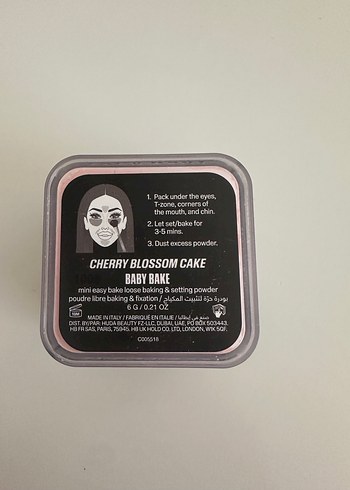 1. Pack under the eyes,
T-zone, corners of
the mouth, and chin.
2. Let set/bake for
3-5 mins.
3. Dust excess powder.
CHERRY BLOSSOM CAKE
BABY BAKE
mini easy bake loose baking & setting powder
poudre libre baking & fixation / بودرة حرّة لتثبيت المكياج
6 G / 0.21 OZ
MADE IN ITALY / FABRIQUÉ EN ITALIE / صنع في إيطاليا
DIST. BY/PAR: HUDA BEAUTY FZ-LLC, DUBAI, UAE, PO BOX 503443.
HB FR SAS, PARIS, 75945. HB UK HOLD CO. LTD, LONDON, W1K 5QF.
C005518